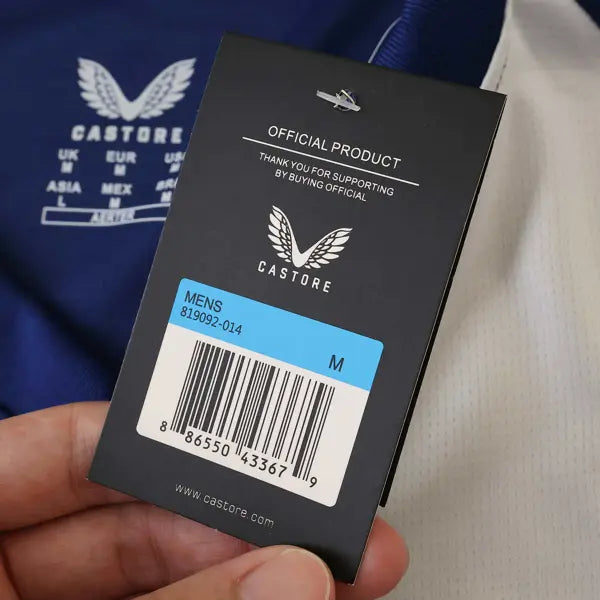 CASTORE
UK EUR US
M M M
ASIA MEX
L M
OFFICIAL PRODUCT
THANK YOU FOR SUPPORTING
BY BUYING OFFICIAL
CASTORE
MENS
819092-014
M
8 86550 43367 9
www.castore.com